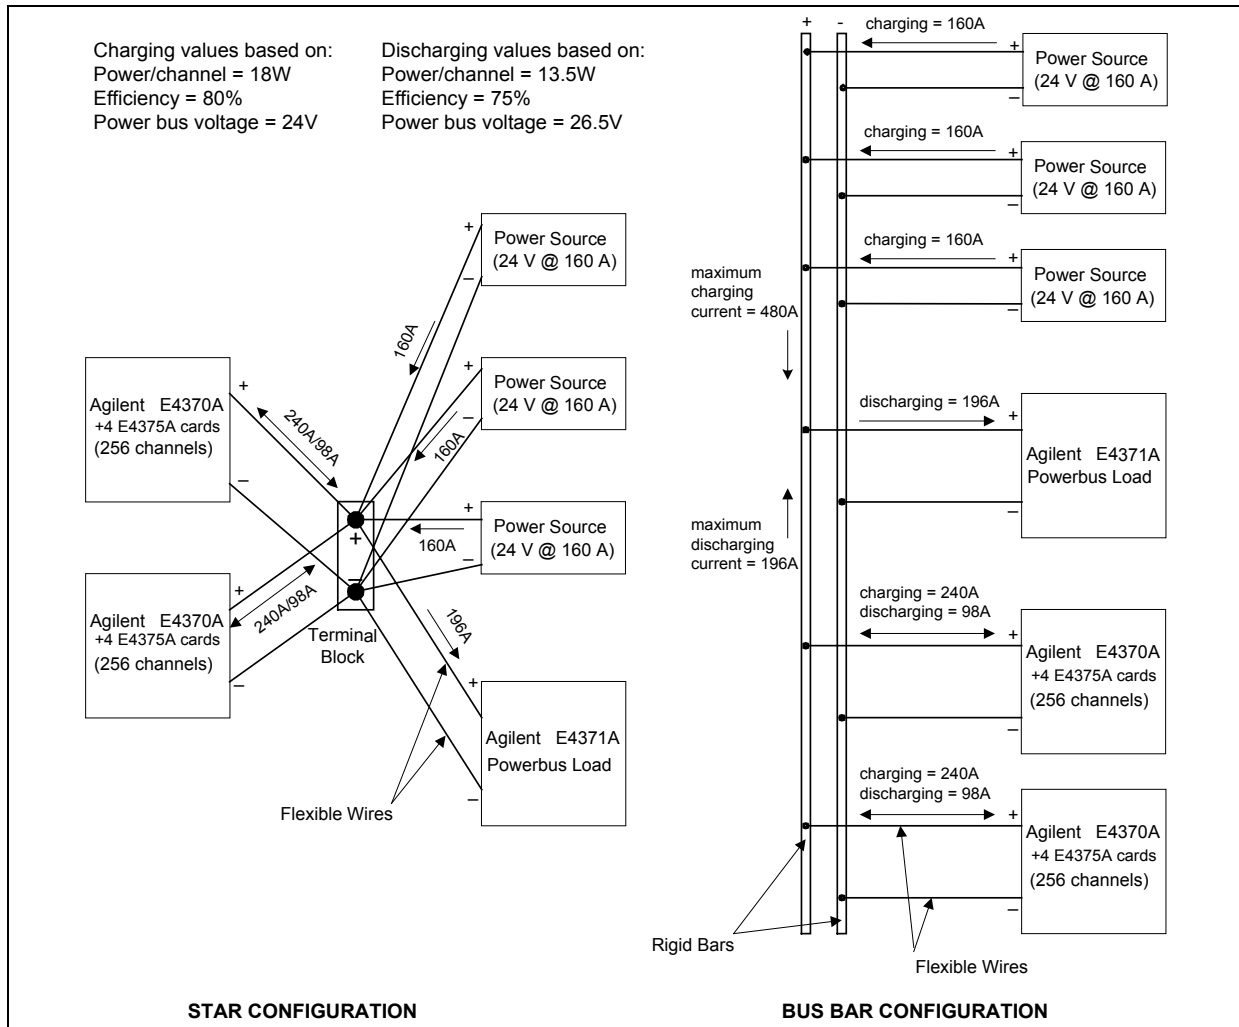 Charging values based on:
Power/channel = 18W
Efficiency = 80%
Power bus voltage = 24V
Discharging values based on:
Power/channel = 13.5W
Efficiency = 75%
Power bus voltage = 26.5V
+
Power Source
(24 V @ 160 A)
–
160A
+
Power Source
(24 V @ 160 A)
–
160A
+
Power Source
(24 V @ 160 A)
–
160A
Agilent E4370A
+4 E4375A cards
(256 channels)
+
–
240A/98A
Agilent E4370A
+4 E4375A cards
(256 channels)
+
–
240A/98A
+
–
Terminal
Block
196A
+
Agilent E4371A
Powerbus Load
–
Flexible Wires
STAR CONFIGURATION
+ -
charging = 160A
+
Power Source
(24 V @ 160 A)
–
charging = 160A
+
Power Source
(24 V @ 160 A)
–
charging = 160A
+
Power Source
(24 V @ 160 A)
–
maximum
charging
current = 480A
discharging = 196A
+
Agilent E4371A
Powerbus Load
–
maximum
discharging
current = 196A
charging = 240A
discharging = 98A
+
Agilent E4370A
+4 E4375A cards
(256 channels)
–
charging = 240A
discharging = 98A
+
Agilent E4370A
+4 E4375A cards
(256 channels)
–
Rigid Bars
Flexible Wires
BUS BAR CONFIGURATION